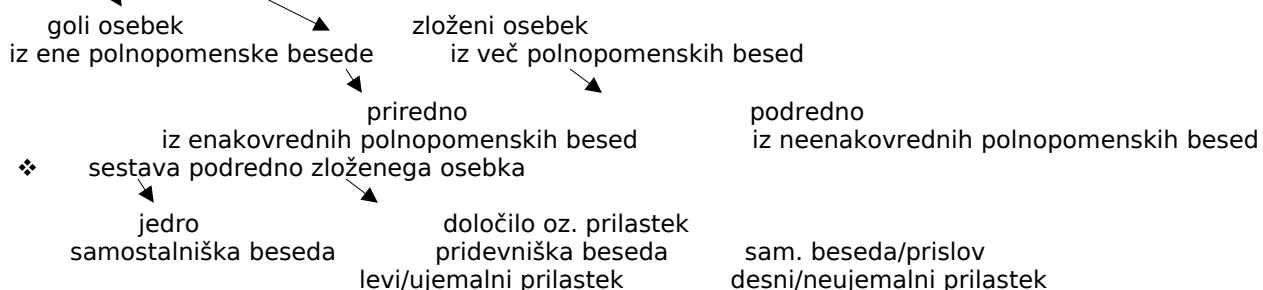 goli osebek zloženi osebek
iz ene polnopomenske besede iz več polnopomenskih besed
priredno podredno
iz enakovrednih polnopomenskih besed iz neenakovrednih polnopomenskih besed
❖ sestava podredno zloženega osebka
jedro določilo oz. prilastek
samostalniška beseda pridevniška beseda sam. beseda/prislov
levi/ujemalni prilastek desni/neujemalni prilastek